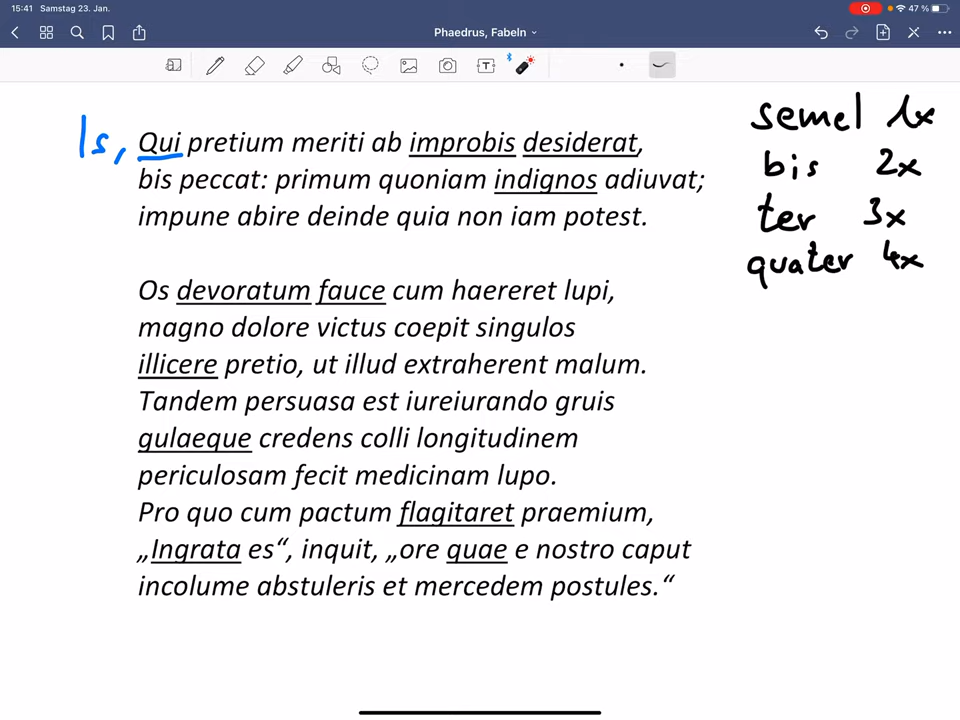 15:41 Samstag 23. Jan. 47 %
Phaedrus, Fabeln
Is, Qui pretium meriti ab improbis desiderat,
bis peccat: primum quoniam indignos adiuvat;
impune abire deinde quia non iam potest.
Os devoratum fauce cum haereret lupi,
magno dolore victus coepit singulos
illicere pretio, ut illud extraherent malum.
Tandem persuasa est iureiurando gruis
gulaeque credens colli longitudinem
periculosam fecit medicinam lupo.
Pro quo cum pactum flagitaret praemium,
„Ingrata es“, inquit, „ore quae e nostro caput
incolume abstuleris et mercedem postules.“
semel 1x
bis 2x
ter 3x
quater 4x